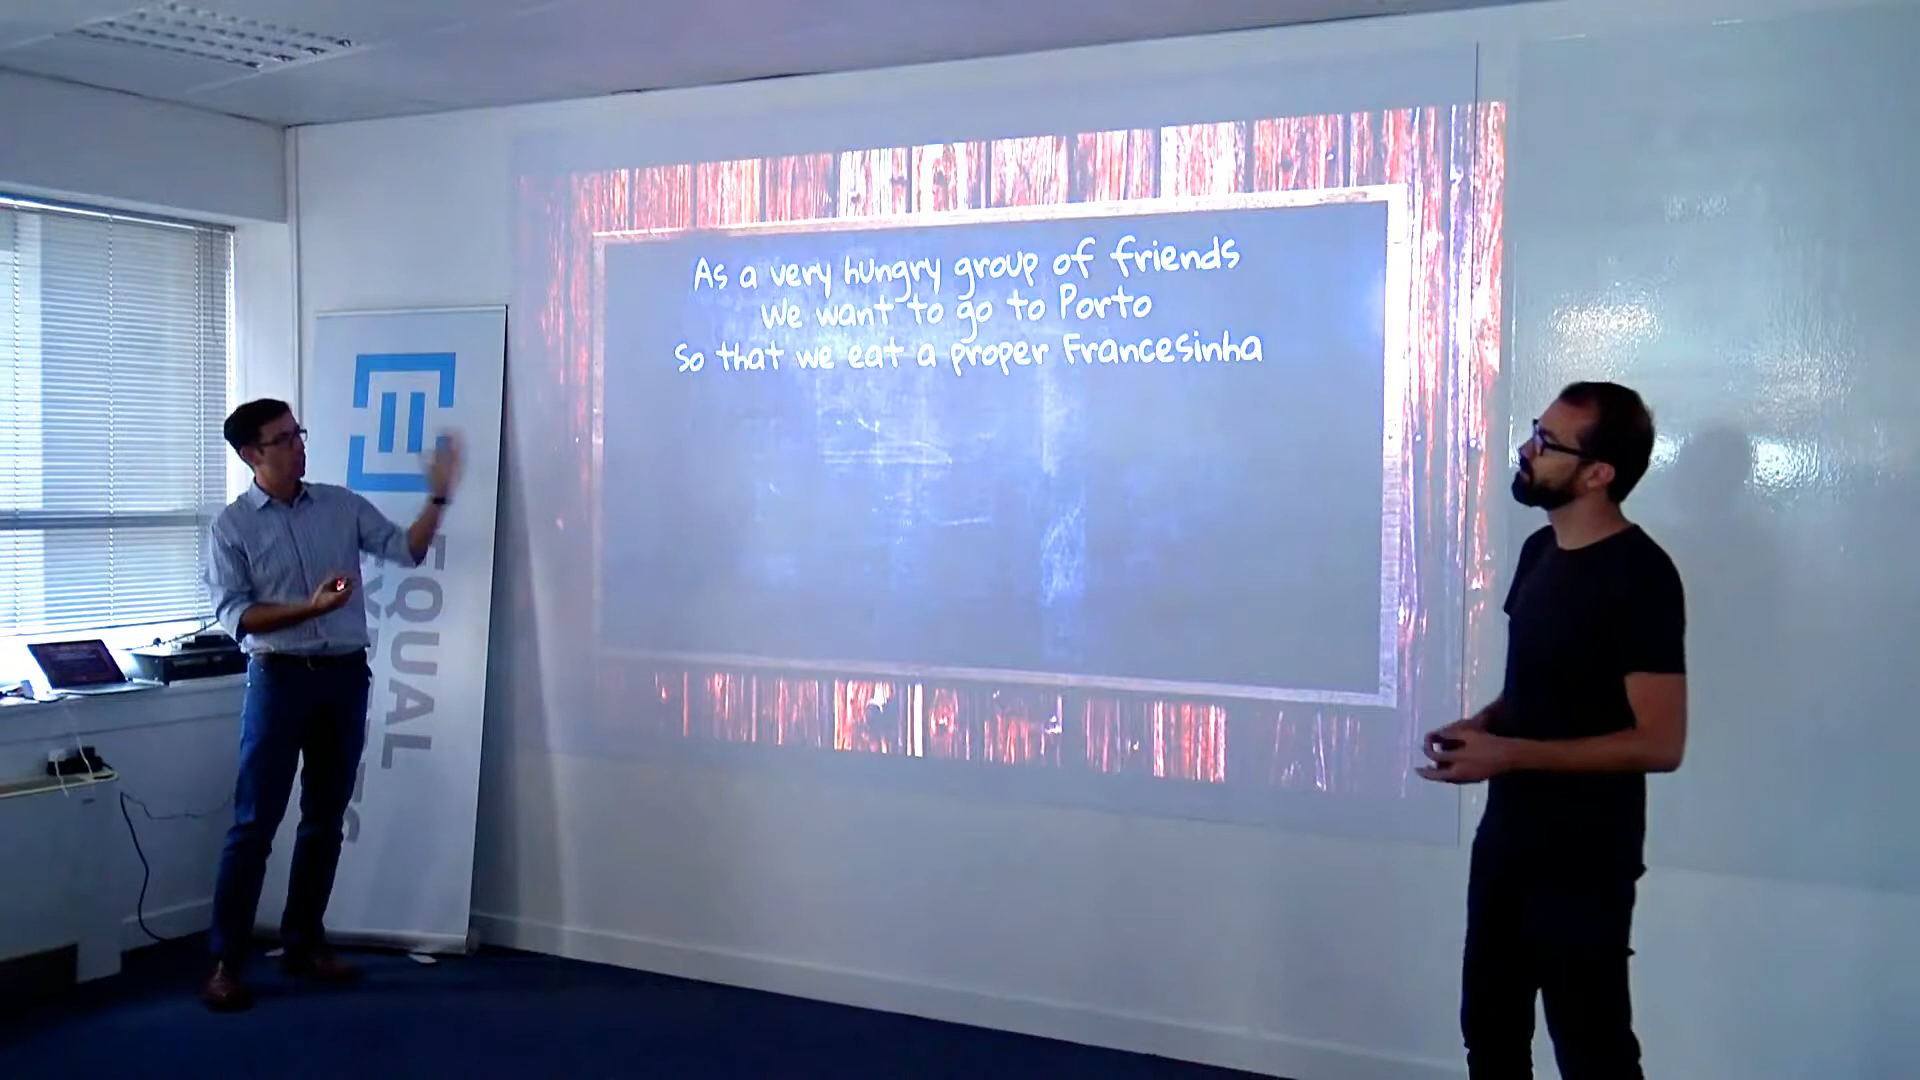 As a very hungry group of friends
We want to go to Porto
So that we eat a proper Francesinha
EQUAL